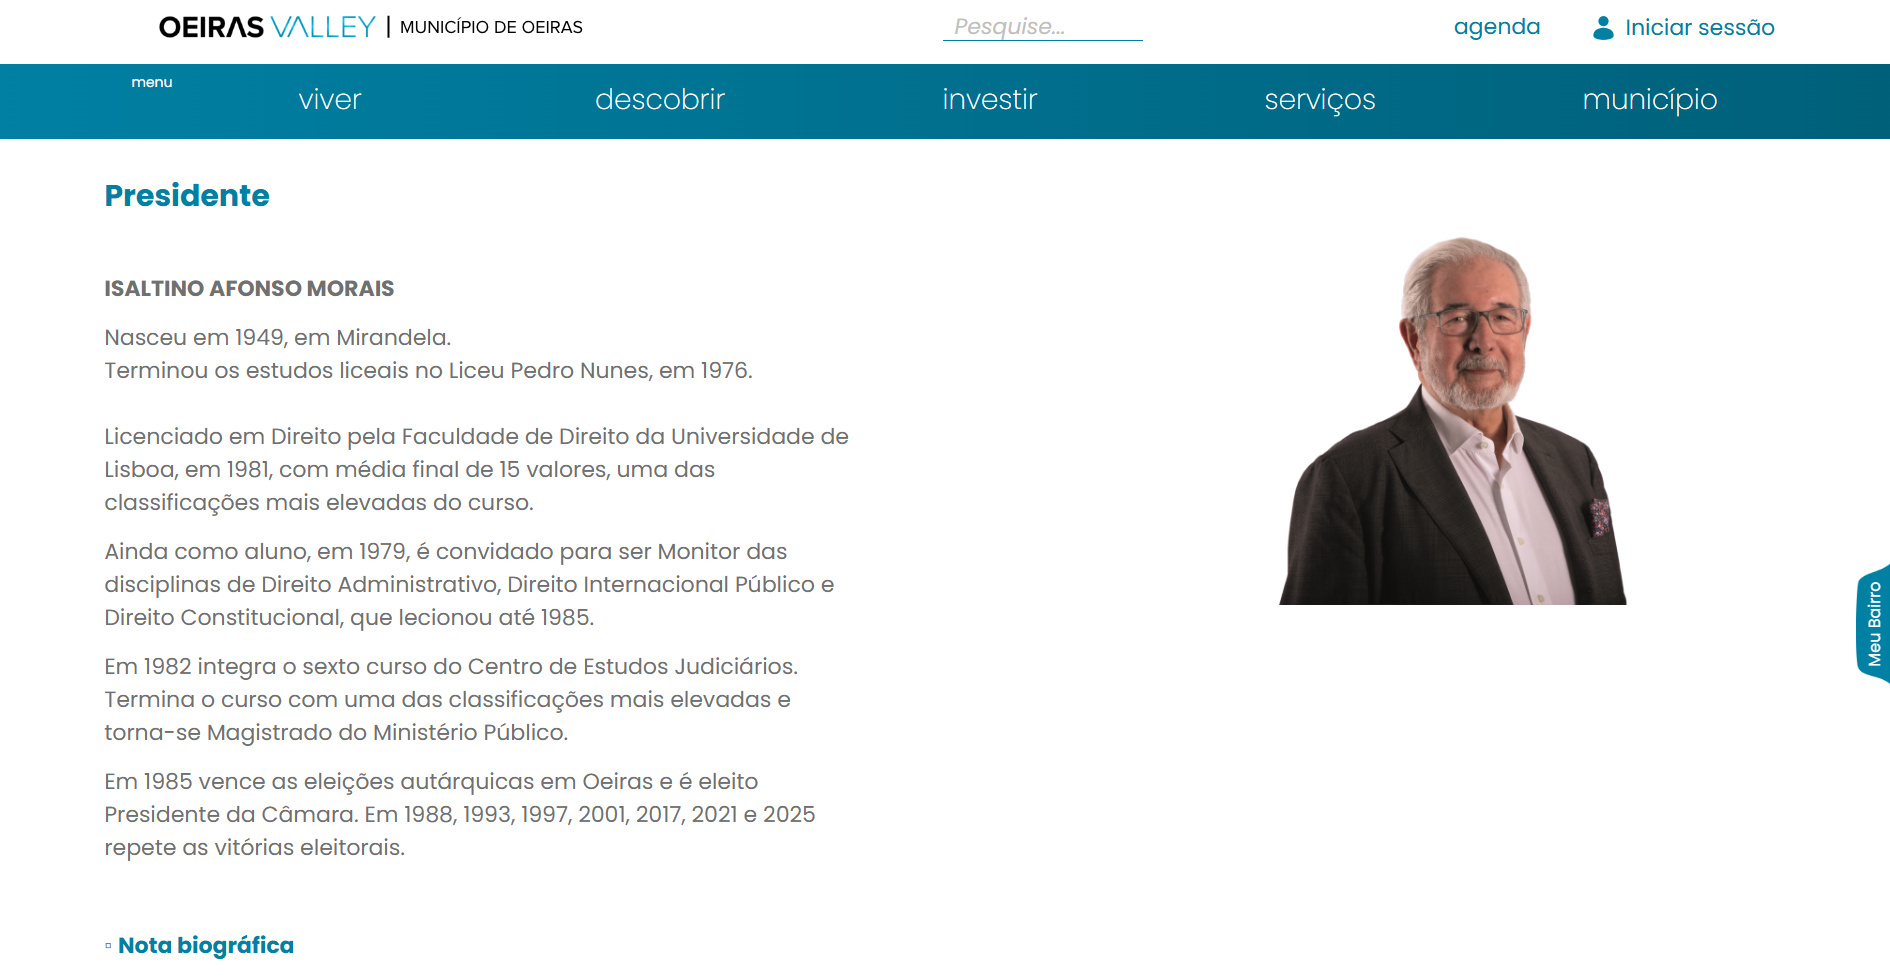 OEIRAS VALLEY | MUNICÍPIO DE OEIRAS
Pesquise...
agenda
Iniciar sessão
menu
viver
descobrir
investir
serviços
município
Presidente
ISALTINO AFONSO MORAIS
Nasceu em 1949, em Mirandela.
Terminou os estudos liceais no Liceu Pedro Nunes, em 1976.
Licenciado em Direito pela Faculdade de Direito da Universidade de
Lisboa, em 1981, com média final de 15 valores, uma das
classificações mais elevadas do curso.
Ainda como aluno, em 1979, é convidado para ser Monitor das
disciplinas de Direito Administrativo, Direito Internacional Público e
Direito Constitucional, que lecionou até 1985.
Em 1982 integra o sexto curso do Centro de Estudos Judiciários.
Termina o curso com uma das classificações mais elevadas e
torna-se Magistrado do Ministério Público.
Em 1985 vence as eleições autárquicas em Oeiras e é eleito
Presidente da Câmara. Em 1988, 1993, 1997, 2001, 2017, 2021 e 2025
repete as vitórias eleitorais.
Nota biográfica
Meu Bairro